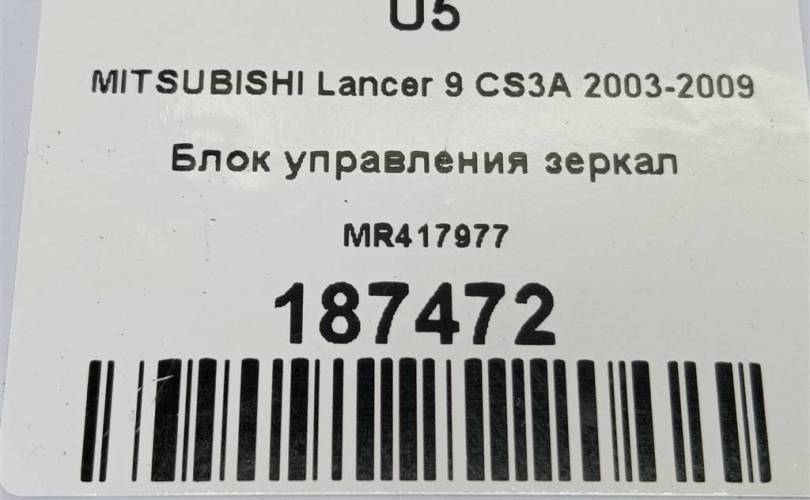 U5
MITSUBISHI Lancer 9 CS3A 2003-2009
Блок управления зеркал
MR417977
187472